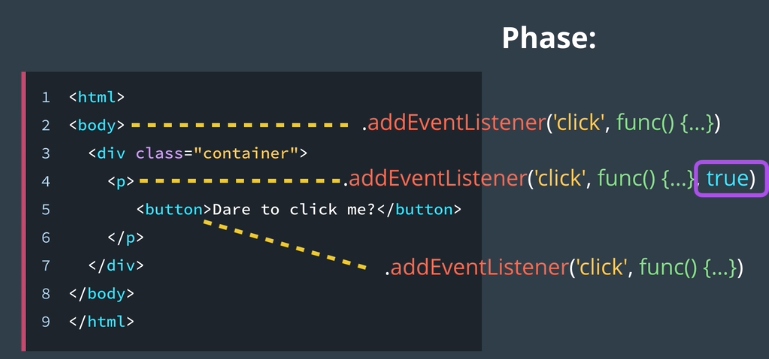 Phase:
1 <html>
2 <body> .addEventListener('click', func() {...})
3 <div class="container">
4 <p> .addEventListener('click', func() {...}, true)
5 <button>Dare to click me?</button>
6 </p>
7 </div> .addEventListener('click', func() {...})
8 </body>
9 </html>